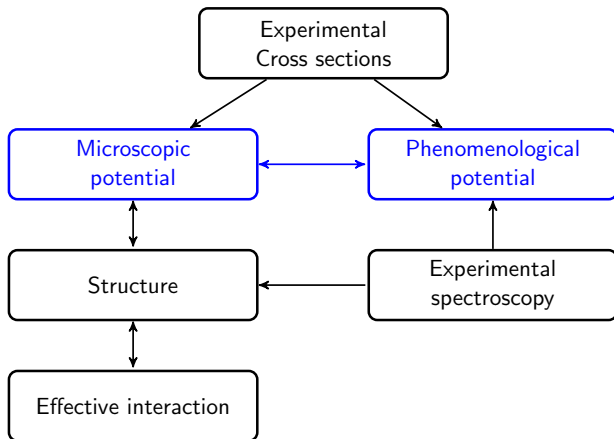 Experimental
Cross sections
Microscopic
potential
Phenomenological
potential
Structure
Experimental
spectroscopy
Effective interaction